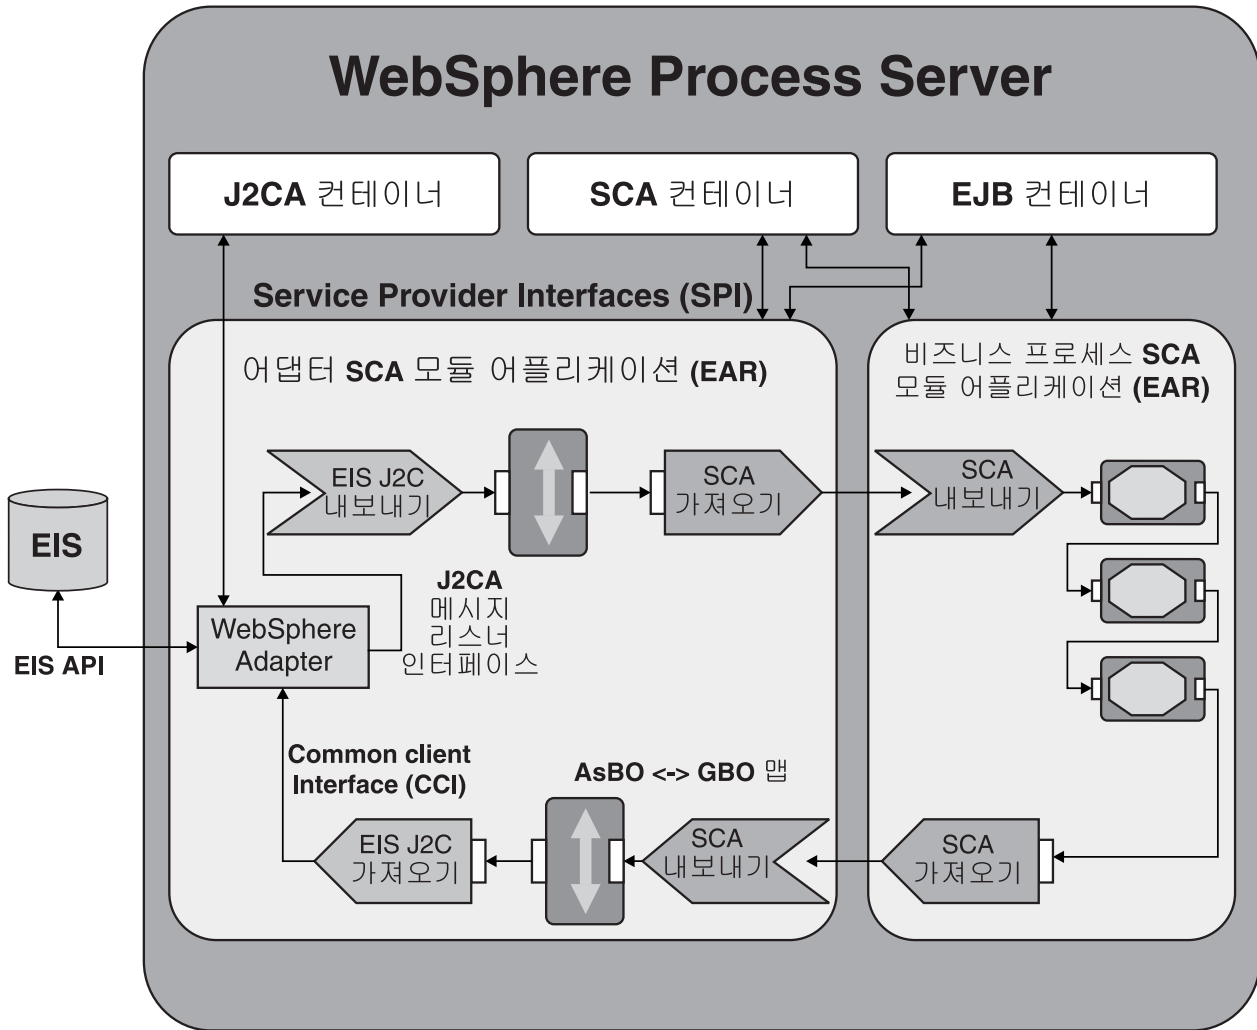 WebSphere Process Server
J2CA 컨테이너
SCA 컨테이너
EJB 컨테이너
Service Provider Interfaces (SPI)
어댑터 SCA 모듈 어플리케이션 (EAR)
비즈니스 프로세스 SCA
모듈 어플리케이션 (EAR)
EIS J2C
내보내기
SCA
가져오기
SCA
내보내기
EIS
EIS API
WebSphere
Adapter
J2CA
메시지
리스너
인터페이스
Common client
Interface (CCI)
AsBO <-> GBO 맵
EIS J2C
가져오기
SCA
내보내기
SCA
가져오기